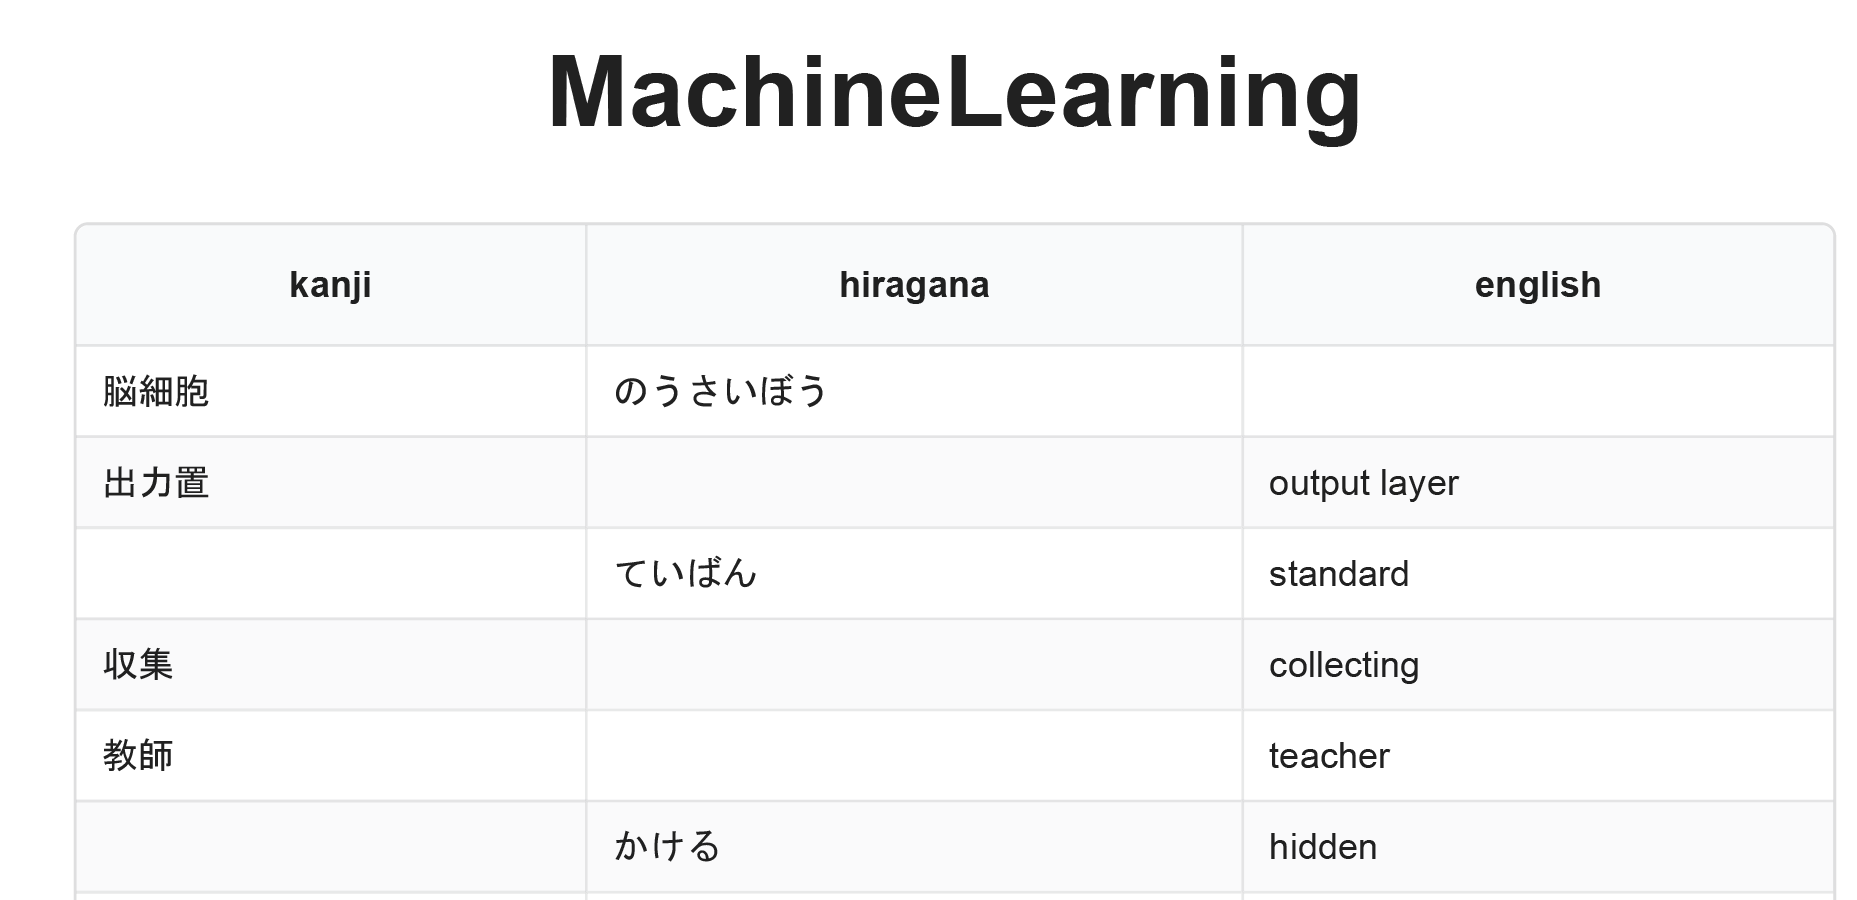 MachineLearning
kanji hiragana english
脳細胞 のうさいぼう
出力置 output layer
ていばん standard
収集 collecting
教師 teacher
かける hidden